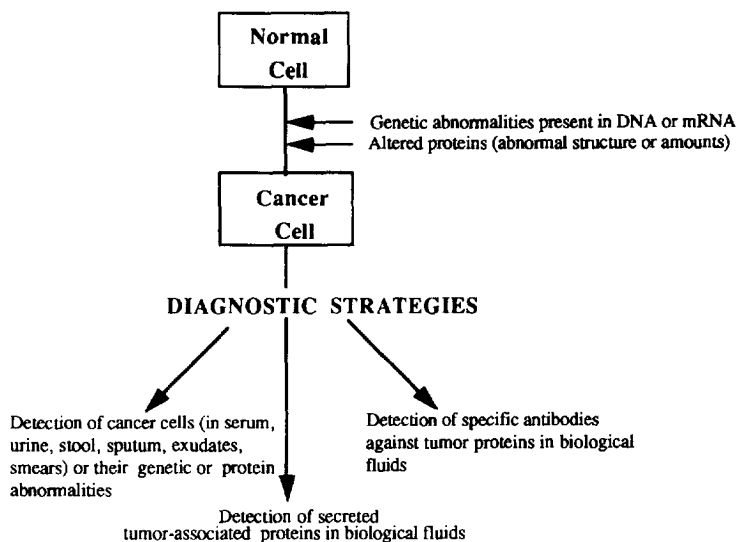 Normal
Cell
Genetic abnormalities present in DNA or mRNA
Altered proteins (abnormal structure or amounts)
Cancer
Cell
DIAGNOSTIC STRATEGIES
Detection of cancer cells (in serum,
urine, stool, sputum, exudates,
smears) or their genetic or protein
abnormalities
Detection of secreted
tumor-associated proteins in biological fluids
Detection of specific antibodies
against tumor proteins in biological
fluids